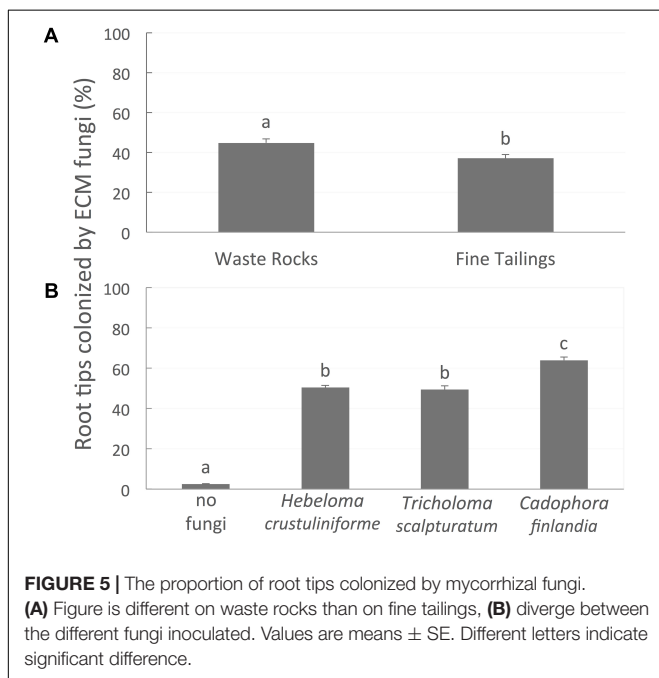 A
Root tips colonized by ECM fungi (%)
100
80
60
40
20
0
a
b
Waste Rocks
Fine Tailings
B
100
80
60
40
20
0
a
b
b
c
no
fungi
Hebeloma
crustuliniforme
Tricholoma
scalpturatum
Cadophora
finlandia
FIGURE 5 | The proportion of root tips colonized by mycorrhizal fungi.
(A) Figure is different on waste rocks than on fine tailings, (B) diverge between
the different fungi inoculated. Values are means ± SE. Different letters indicate
significant difference.